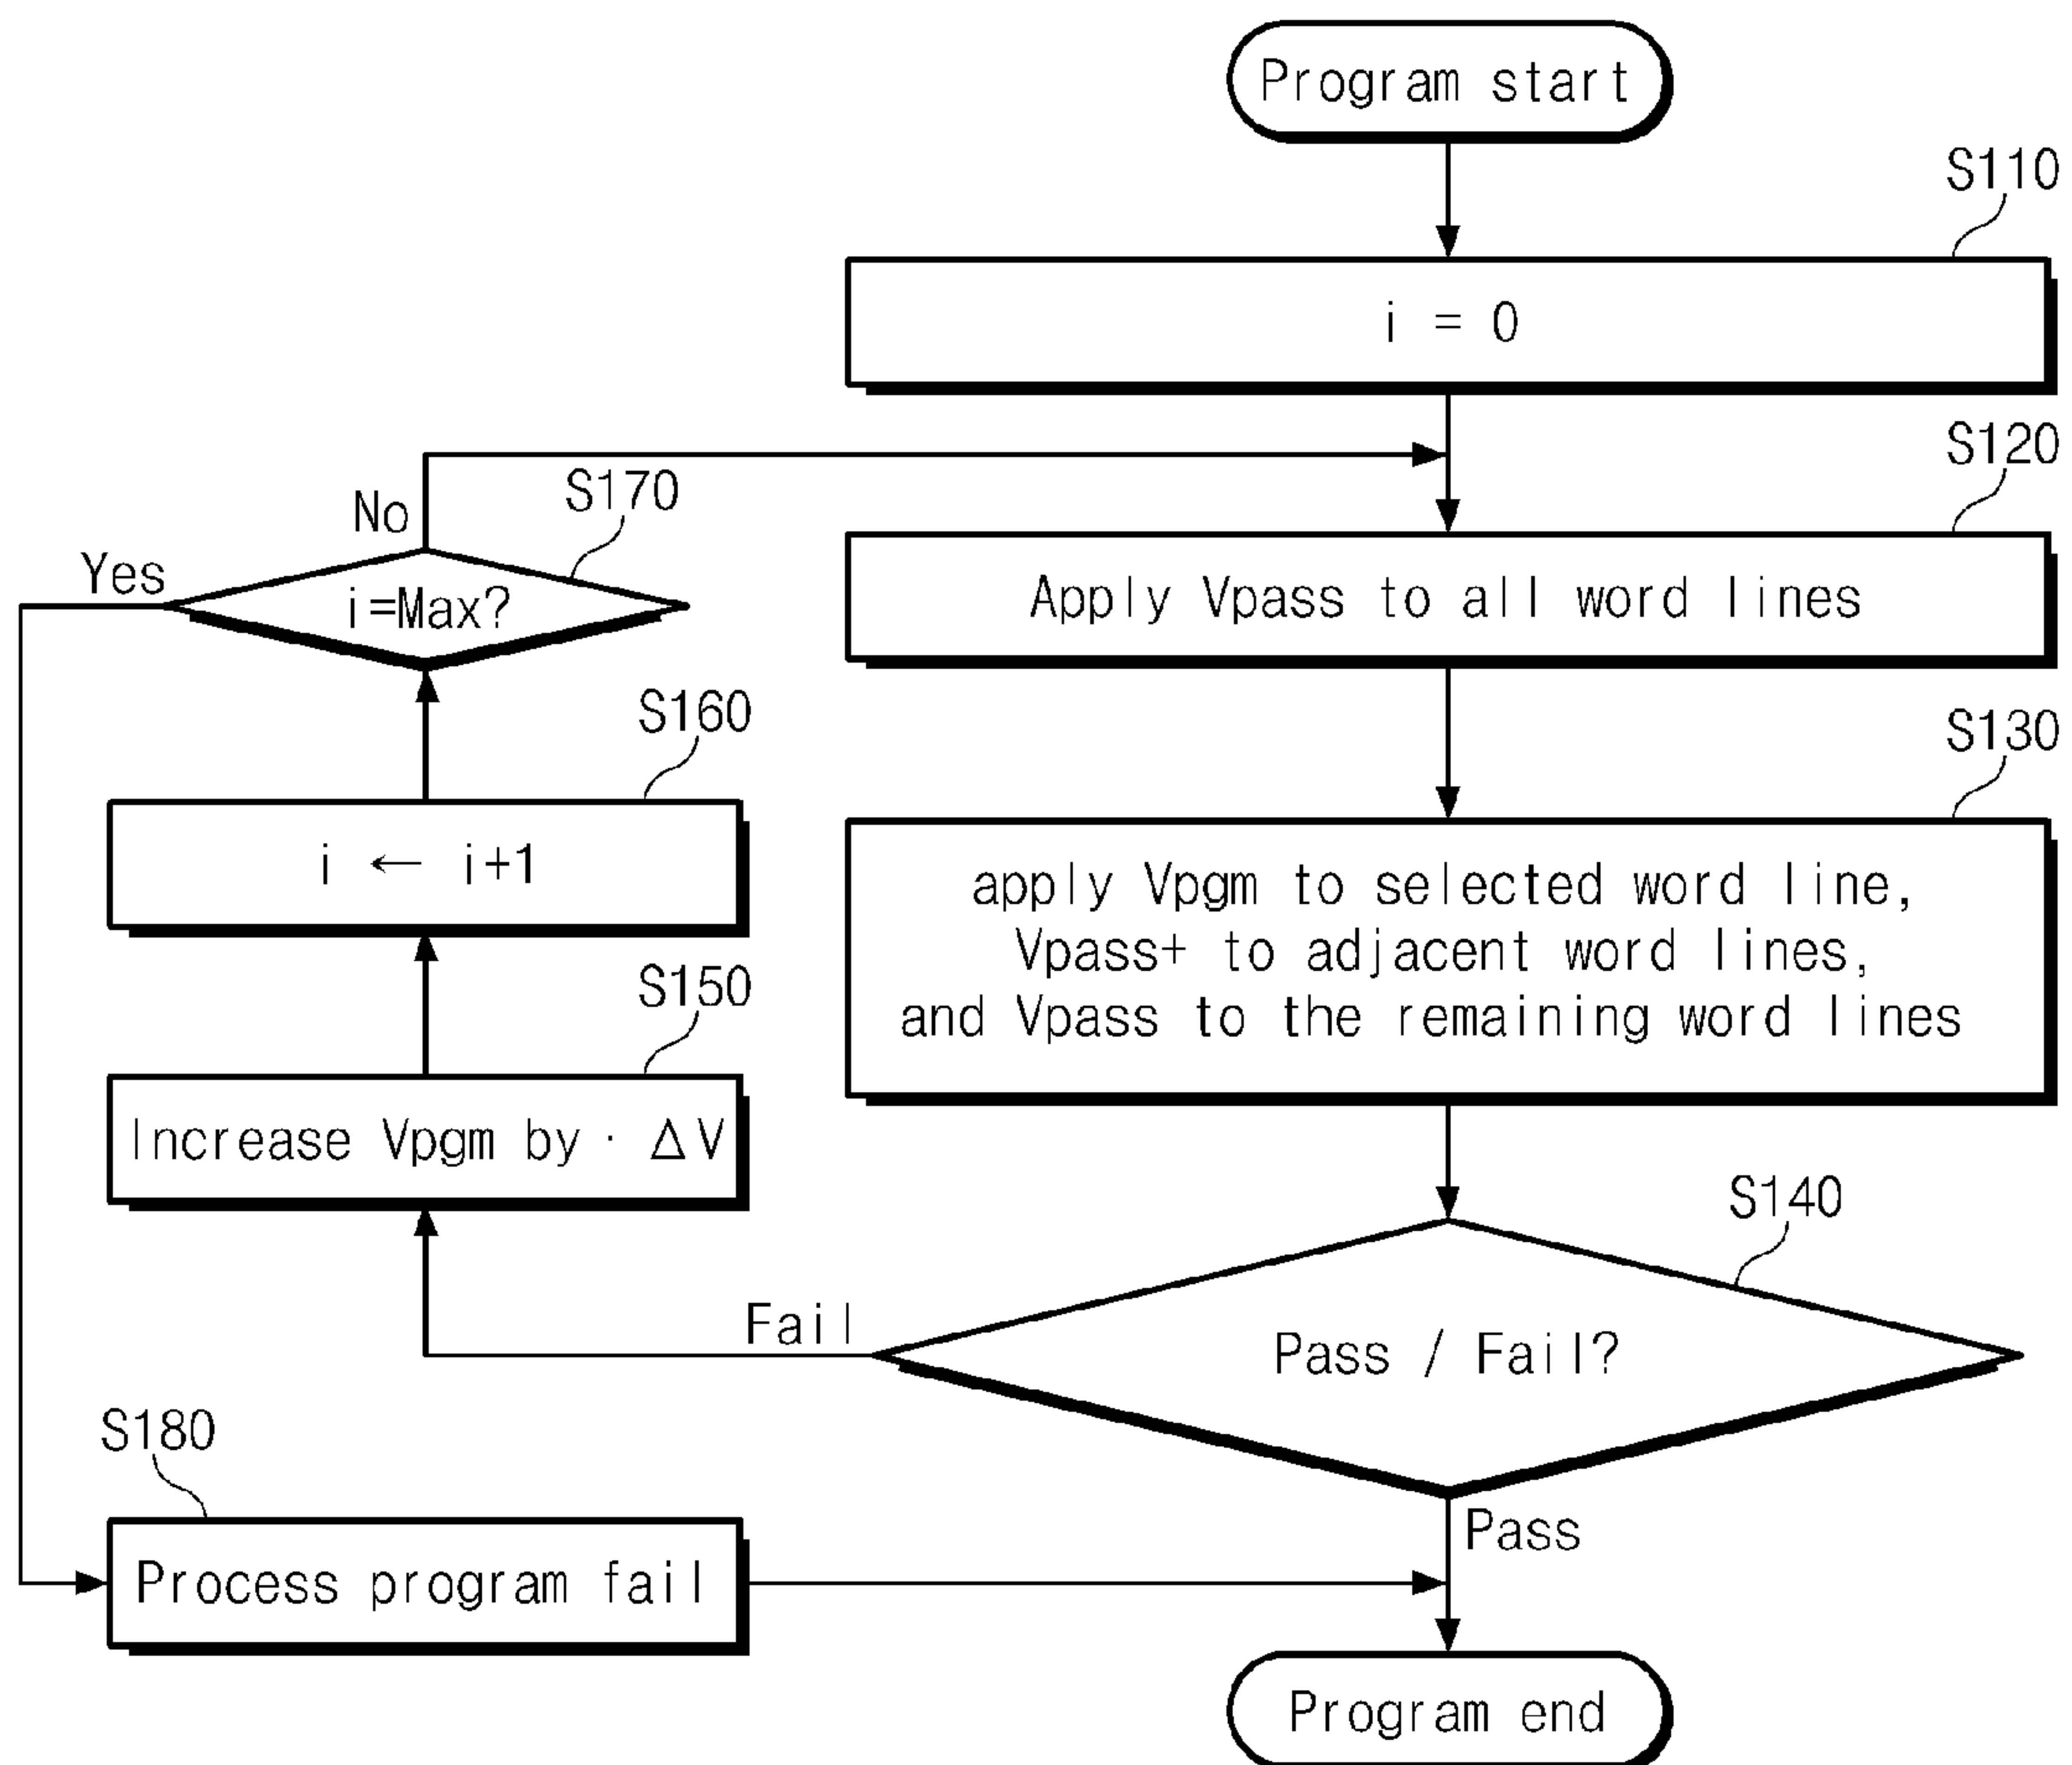 Program start
S110
i = 0
S120
Apply Vpass to all word lines
S130
apply Vpgm to selected word line,
Vpass+ to adjacent word lines,
and Vpass to the remaining word lines
S140
Pass / Fail?
Fail
Pass
S150
Increase Vpgm by · ΔV
S160
i ← i+1
S170
i=Max?
No
Yes
S180
Process program fail
Program end